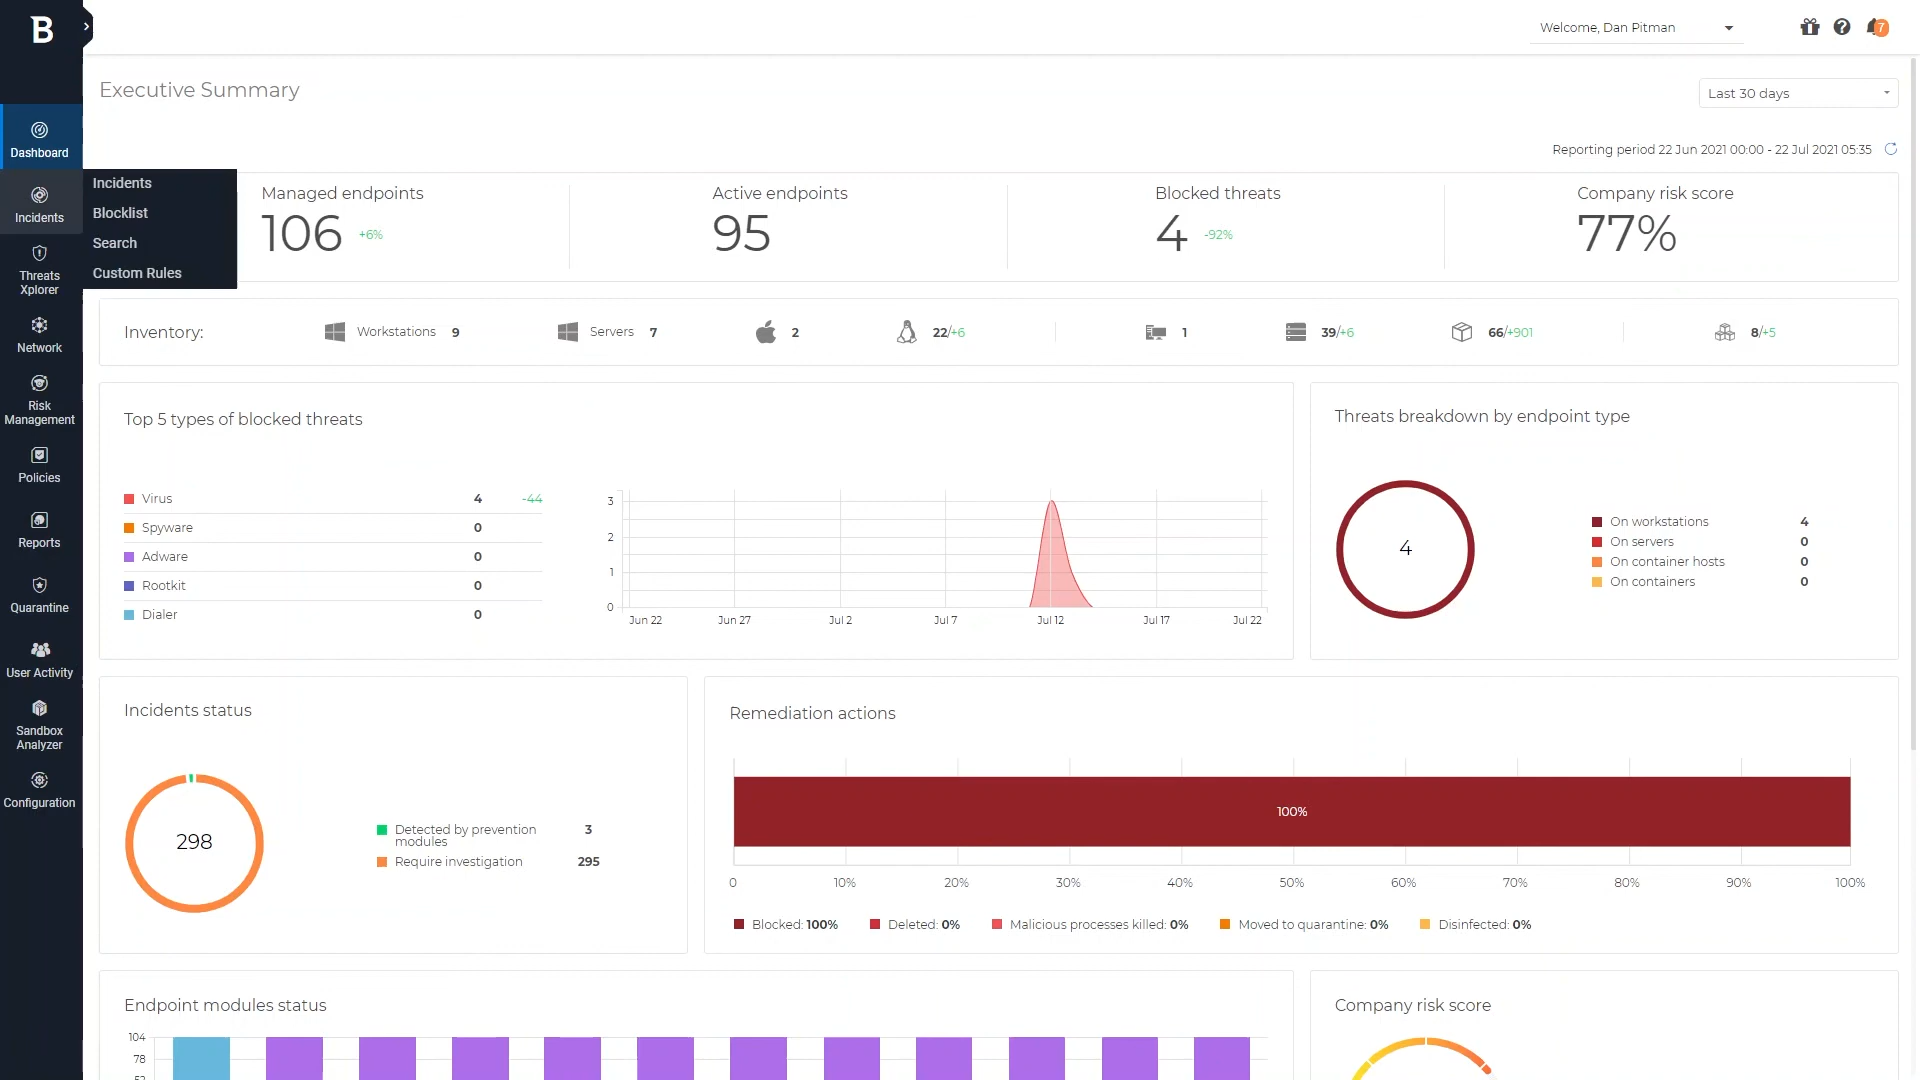 B
Welcome, Dan Pitman
7
Executive Summary
Last 30 days
Reporting period 22 Jun 2021 00:00 - 22 Jul 2021 05:35
Dashboard
Incidents
Threats
Xplorer
Network
Risk
Management
Policies
Reports
Quarantine
User Activity
Sandbox
Analyzer
Configuration
Incidents
Blocklist
Search
Custom Rules
Managed endpoints
106 +6%
Active endpoints
95
Blocked threats
4 -92%
Company risk score
77%
Inventory: Workstations 9 Servers 7 2 22/+6 1 39/+6 66/+901 8/+5
Top 5 types of blocked threats
Virus 4 -44
Spyware 0
Adware 0
Rootkit 0
Dialer 0
3
2
1
0
Jun 22 Jun 27 Jul 2 Jul 7 Jul 12 Jul 17 Jul 22
Threats breakdown by endpoint type
4
On workstations 4
On servers 0
On container hosts 0
On containers 0
Incidents status
298
Detected by prevention 3
modules
Require investigation 295
Remediation actions
100%
0 10% 20% 30% 40% 50% 60% 70% 80% 90% 100%
Blocked: 100% Deleted: 0% Malicious processes killed: 0% Moved to quarantine: 0% Disinfected: 0%
Endpoint modules status
104
78
52
Company risk score